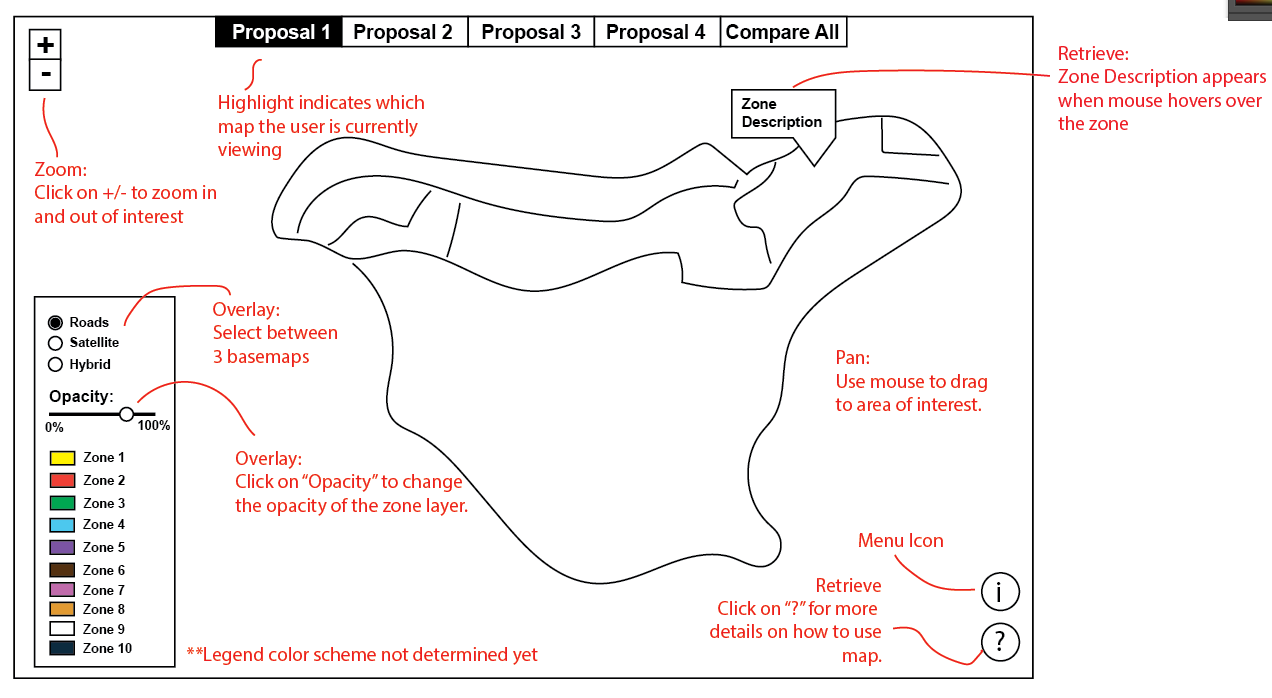 +
-
Proposal 1
Proposal 2
Proposal 3
Proposal 4
Compare All
Retrieve:
Zone Description appears
when mouse hovers over
the zone
Highlight indicates which
map the user is currently
viewing
Zone
Description
Zoom:
Click on +/- to zoom in
and out of interest
Overlay:
Select between
3 basemaps
Roads
Satellite
Hybrid
Opacity:
0%
100%
Pan:
Use mouse to drag
to area of interest.
Overlay:
Click on “Opacity” to change
the opacity of the zone layer.
Zone 1
Zone 2
Zone 3
Zone 4
Zone 5
Zone 6
Zone 7
Zone 8
Zone 9
Zone 10
**Legend color scheme not determined yet
Menu Icon
i
Retrieve
Click on “?” for more
details on how to use
map.
?